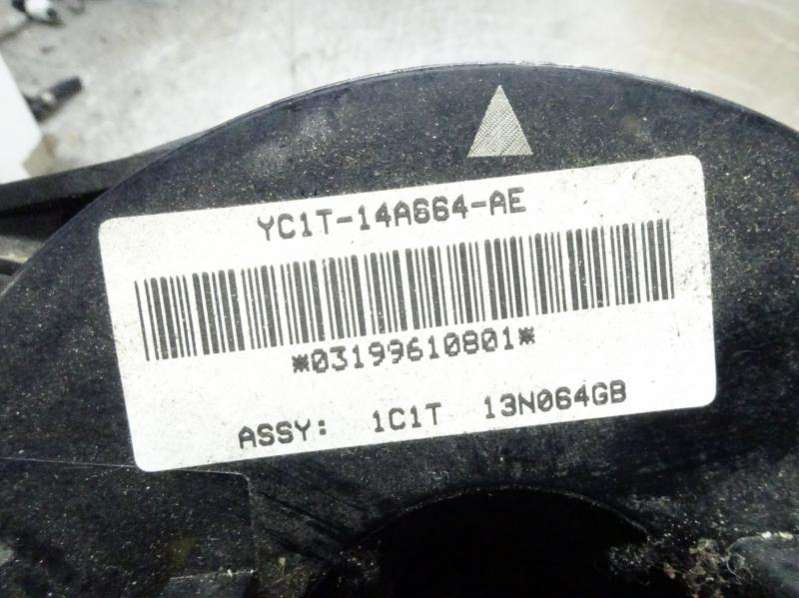 YC1T-14A664-AE
*03199610801*
ASSY: 1C1T 13N064GB